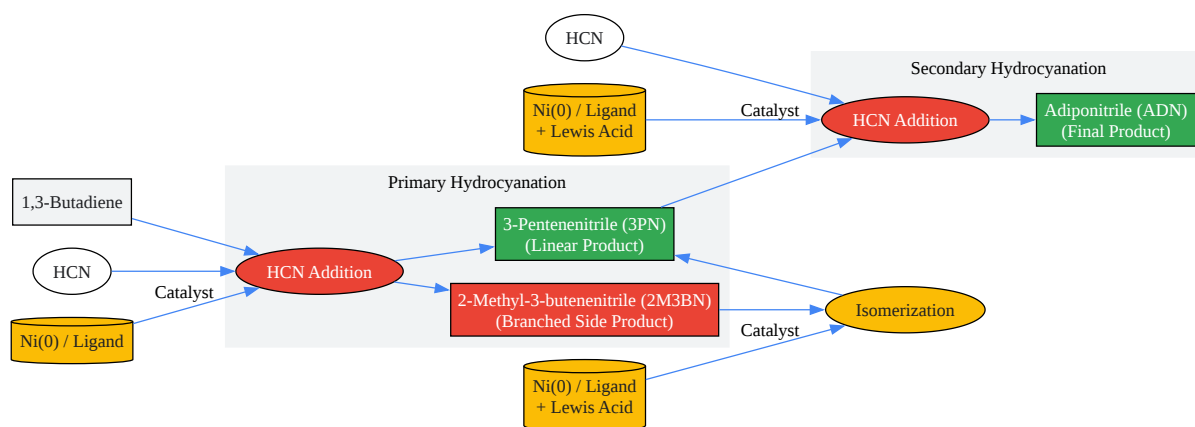 HCN
Secondary Hydrocyanation
Ni(0) / Ligand
+ Lewis Acid
Catalyst
HCN Addition
Adiponitrile (ADN)
(Final Product)
Primary Hydrocyanation
1,3-Butadiene
HCN
Catalyst
Ni(0) / Ligand
HCN Addition
3-Pentenenitrile (3PN)
(Linear Product)
2-Methyl-3-butenenitrile (2M3BN)
(Branched Side Product)
Catalyst
Isomerization
Ni(0) / Ligand
+ Lewis Acid